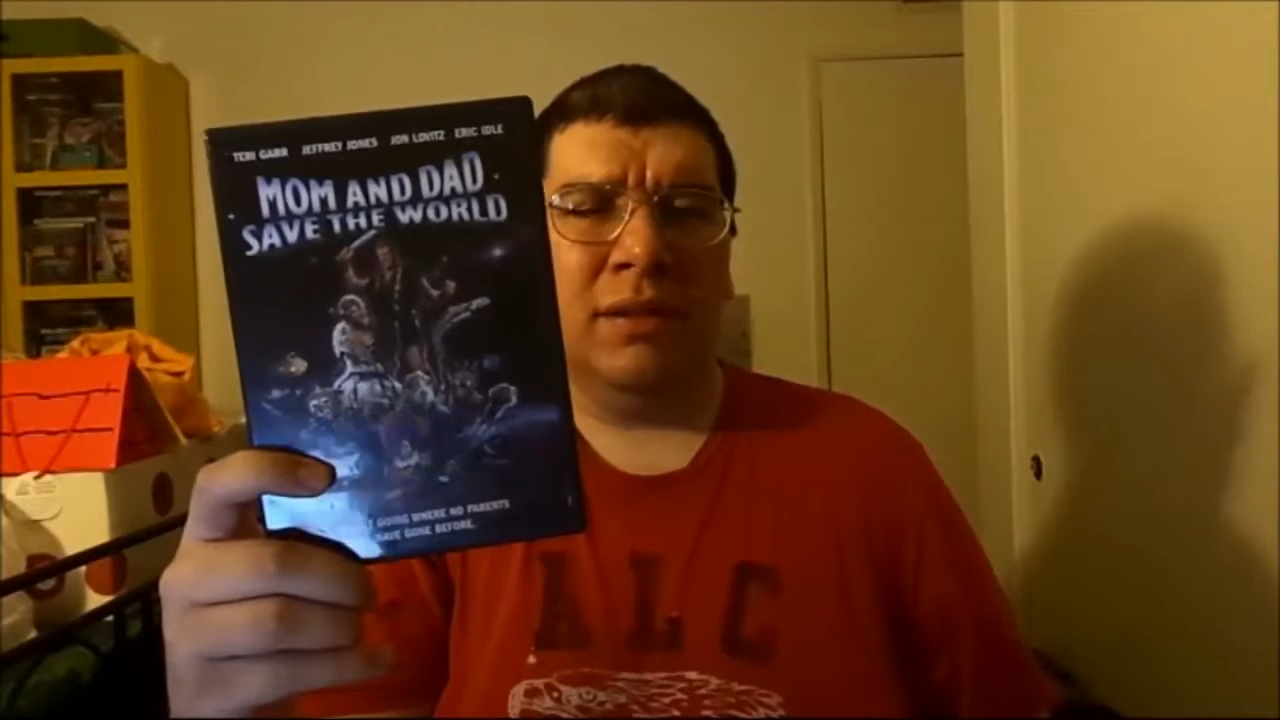 TERI GARR JEFFREY JONES JON LOVITZ ERIC IDLE
MOM AND DAD
SAVE THE WORLD
GOING WHERE NO PARENTS
HAVE GONE BEFORE.
ALC